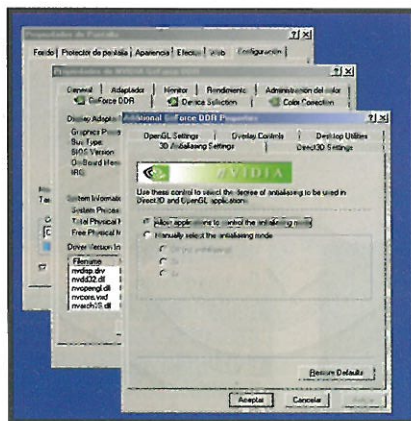 Propiedades de Pantalla
Fondo Protector de pantalla Apariencia Efectos Web Configuración
Propiedades de NVIDIA GeForce DDR
General Adaptador Monitor Rendimiento Administración del color
GeForce DDR Device Selection Color Correction
Display Adapter
Graphics Proce
Bus Type:
BIOS Version
On-Board Mem
IRQ:
System Informatio
System Proces
Total Physical M
Free Physical M
Driver Version In
Filename
nvdisp.drv
nvdd32.dll
nvopengl.dll
nvcore.vxd
nvarch16.dll
Additional GeForce DDR Properties
OpenGL Settings Overlay Controls Desktop Utilities
3D Antialiasing Settings Direct3D Settings
NVIDIA
Use these control to select the degree of antialiasing to be used in
Direct3D and OpenGL applications.
Allow applications to control the antialiasing mode
Manually select the antialiasing mode
Restore Defaults
Aceptar Cancelar